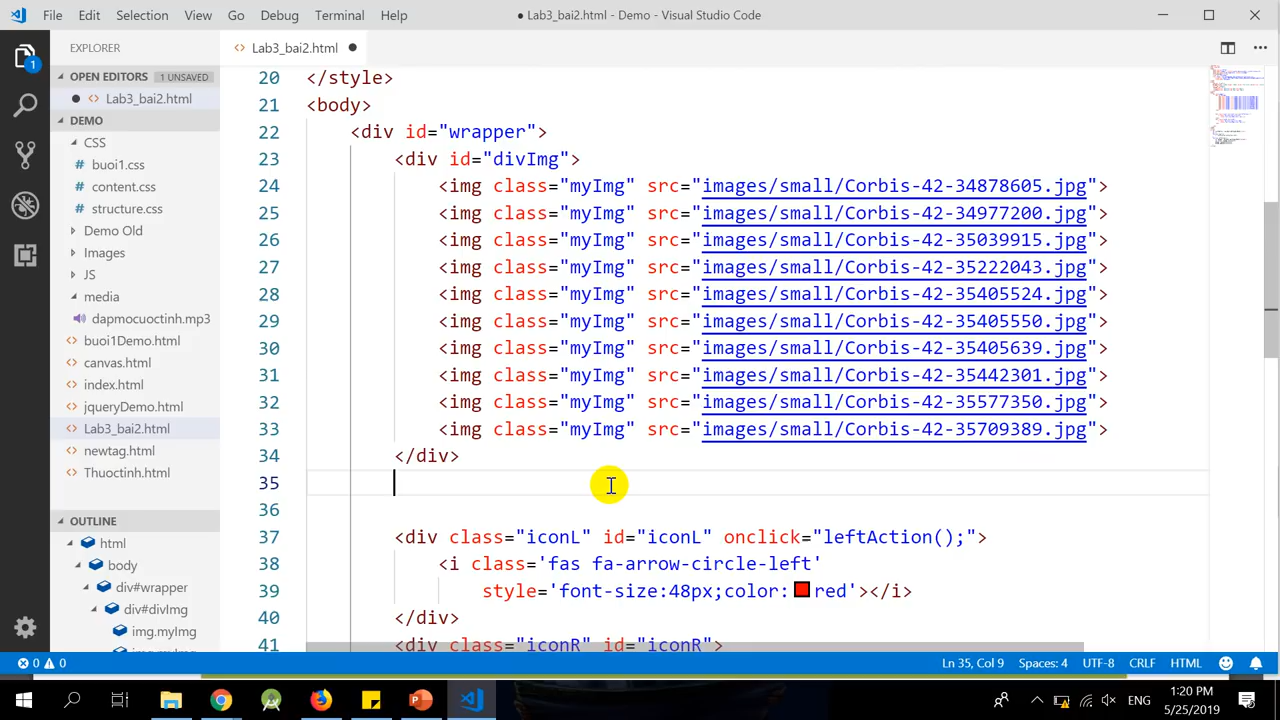 File Edit Selection View Go Debug Terminal Help ● Lab3_bai2.html - Demo - Visual Studio Code
EXPLORER
OPEN EDITORS 1 UNSAVED
Lab3_bai2.html
DEMO
CSS
buoi1.css
content.css
structure.css
Demo Old
Images
JS
media
dapmocuoctinh.mp3
buoi1Demo.html
canvas.html
index.html
jqueryDemo.html
Lab3_bai2.html
newtag.html
Thuoctinh.html
OUTLINE
html
body
div#wrapper
div#divImg
img.myImg
1
Lab3_bai2.html
20 </style>
21 <body>
22 <div id="wrapper">
23 <div id="divImg">
24 <img class="myImg" src="images/small/Corbis-42-34878605.jpg">
25 <img class="myImg" src="images/small/Corbis-42-34977200.jpg">
26 <img class="myImg" src="images/small/Corbis-42-35039915.jpg">
27 <img class="myImg" src="images/small/Corbis-42-35222043.jpg">
28 <img class="myImg" src="images/small/Corbis-42-35405524.jpg">
29 <img class="myImg" src="images/small/Corbis-42-35405550.jpg">
30 <img class="myImg" src="images/small/Corbis-42-35405639.jpg">
31 <img class="myImg" src="images/small/Corbis-42-35442301.jpg">
32 <img class="myImg" src="images/small/Corbis-42-35577350.jpg">
33 <img class="myImg" src="images/small/Corbis-42-35709389.jpg">
34 </div>
35
36
37 <div class="iconL" id="iconL" onclick="leftAction();">
38 <i class='fas fa-arrow-circle-left'
39 style='font-size:48px;color:red'></i>
40 </div>
41 <div class="iconR" id="iconR">
0 0 Ln 35, Col 9 Spaces: 4 UTF-8 CRLF HTML
ENG
1:20 PM
5/25/2019